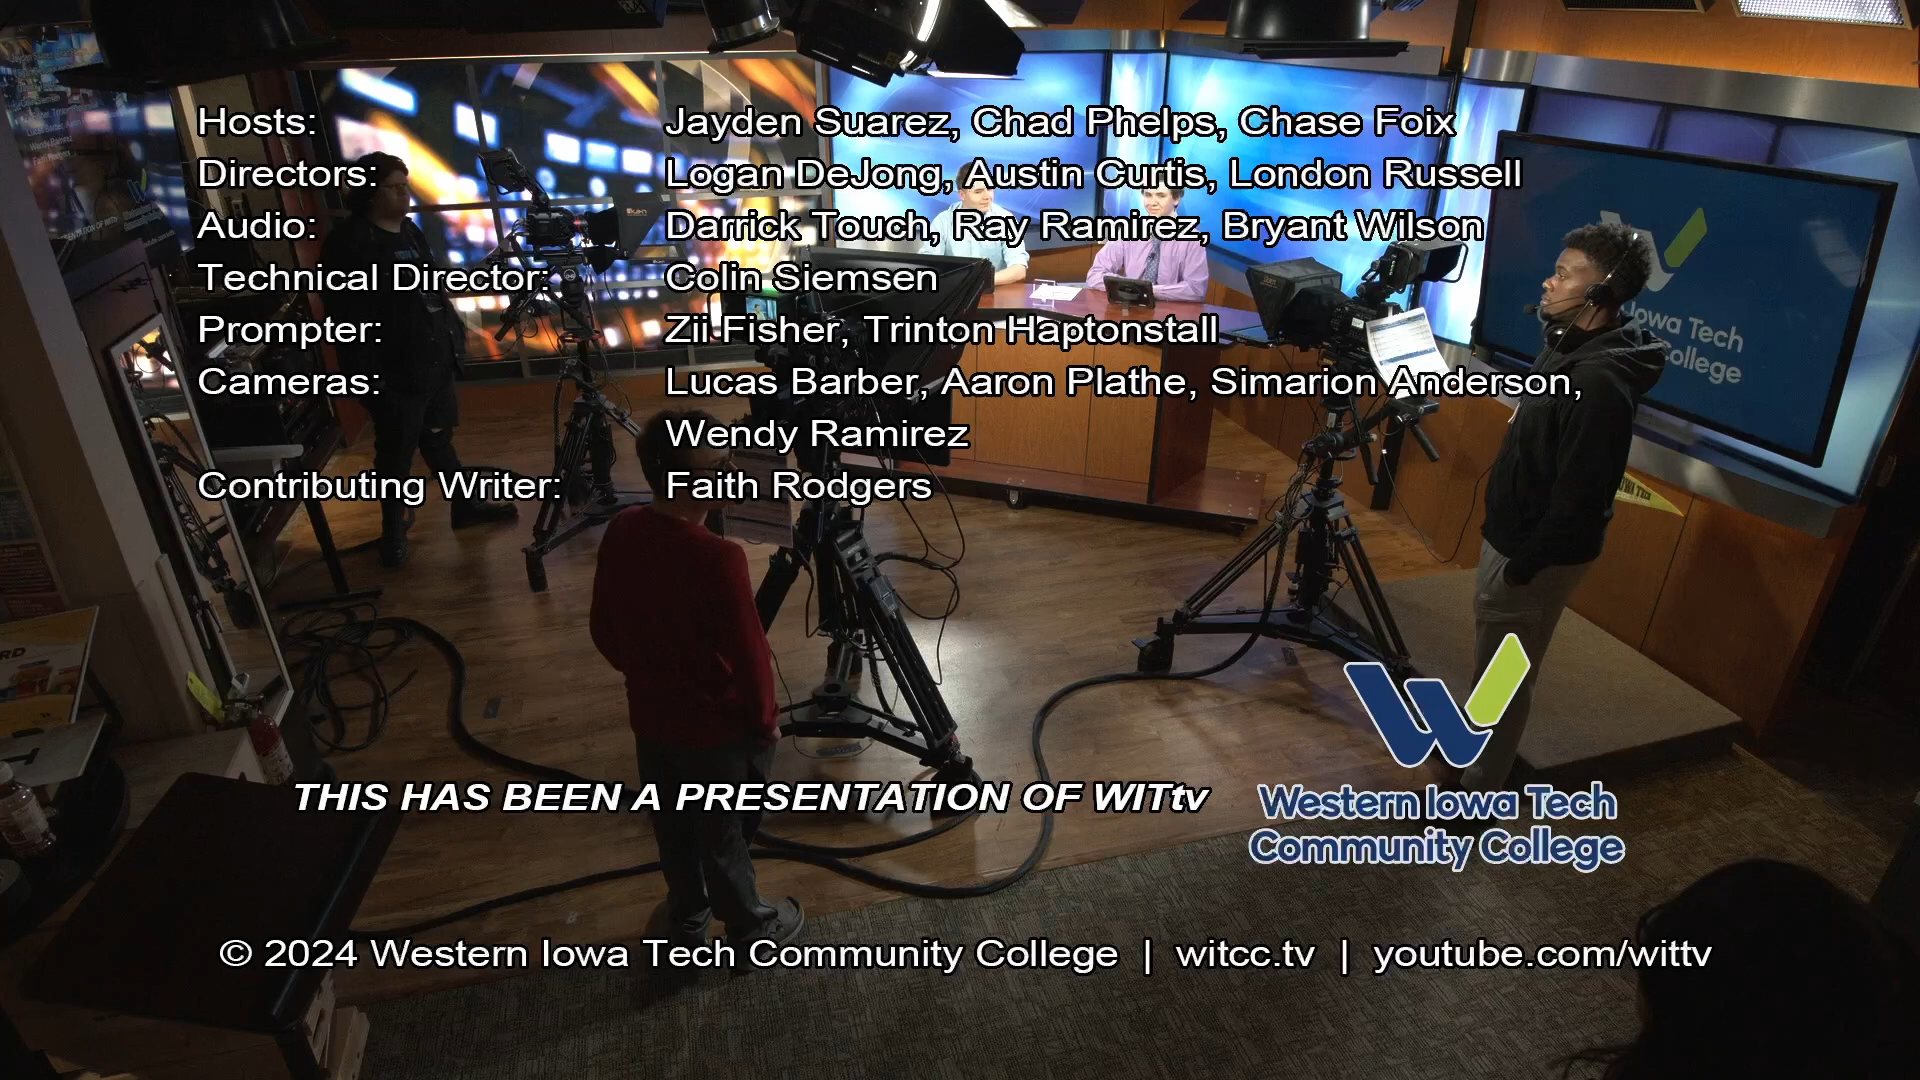 Hosts: Jayden Suarez, Chad Phelps, Chase Foix
Directors: Logan DeJong, Austin Curtis, London Russell
Audio: Darrick Touch, Ray Ramirez, Bryant Wilson
Technical Director: Colin Siemsen
Prompter: Zii Fisher, Trinton Haptonstall
Cameras: Lucas Barber, Aaron Plathe, Simarion Anderson,
Wendy Ramirez
Contributing Writer: Faith Rodgers
Iowa Tech
College
THIS HAS BEEN A PRESENTATION OF WITtv
Western Iowa Tech
Community College
© 2024 Western Iowa Tech Community College | witcc.tv | youtube.com/wittv